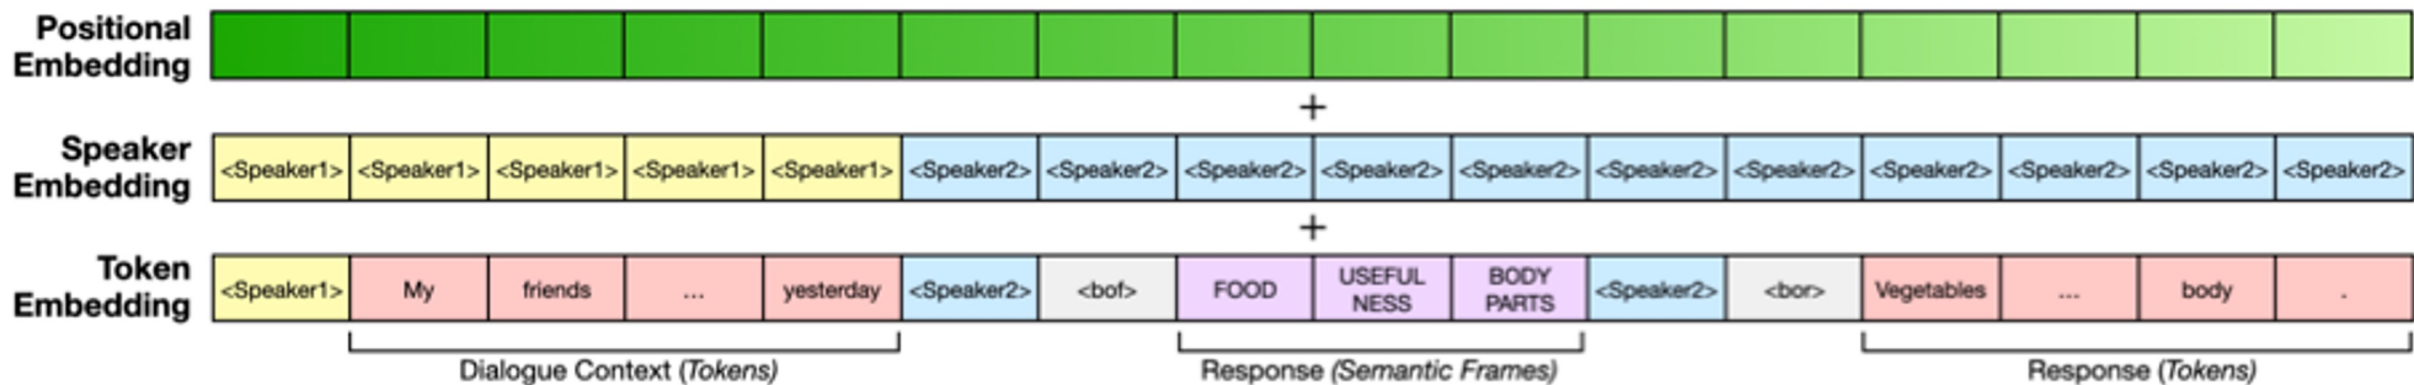 Positional
Embedding
+
Speaker
Embedding
<Speaker1> <Speaker1> <Speaker1> <Speaker1> <Speaker1> <Speaker2> <Speaker2> <Speaker2> <Speaker2> <Speaker2> <Speaker2> <Speaker2> <Speaker2> <Speaker2> <Speaker2> <Speaker2>
+
Token
Embedding
<Speaker1> My friends ... yesterday <Speaker2> <bof> FOOD USEFUL NESS BODY PARTS <Speaker2> <bor> Vegetables ... body .
Dialogue Context (Tokens) Response (Semantic Frames) Response (Tokens)